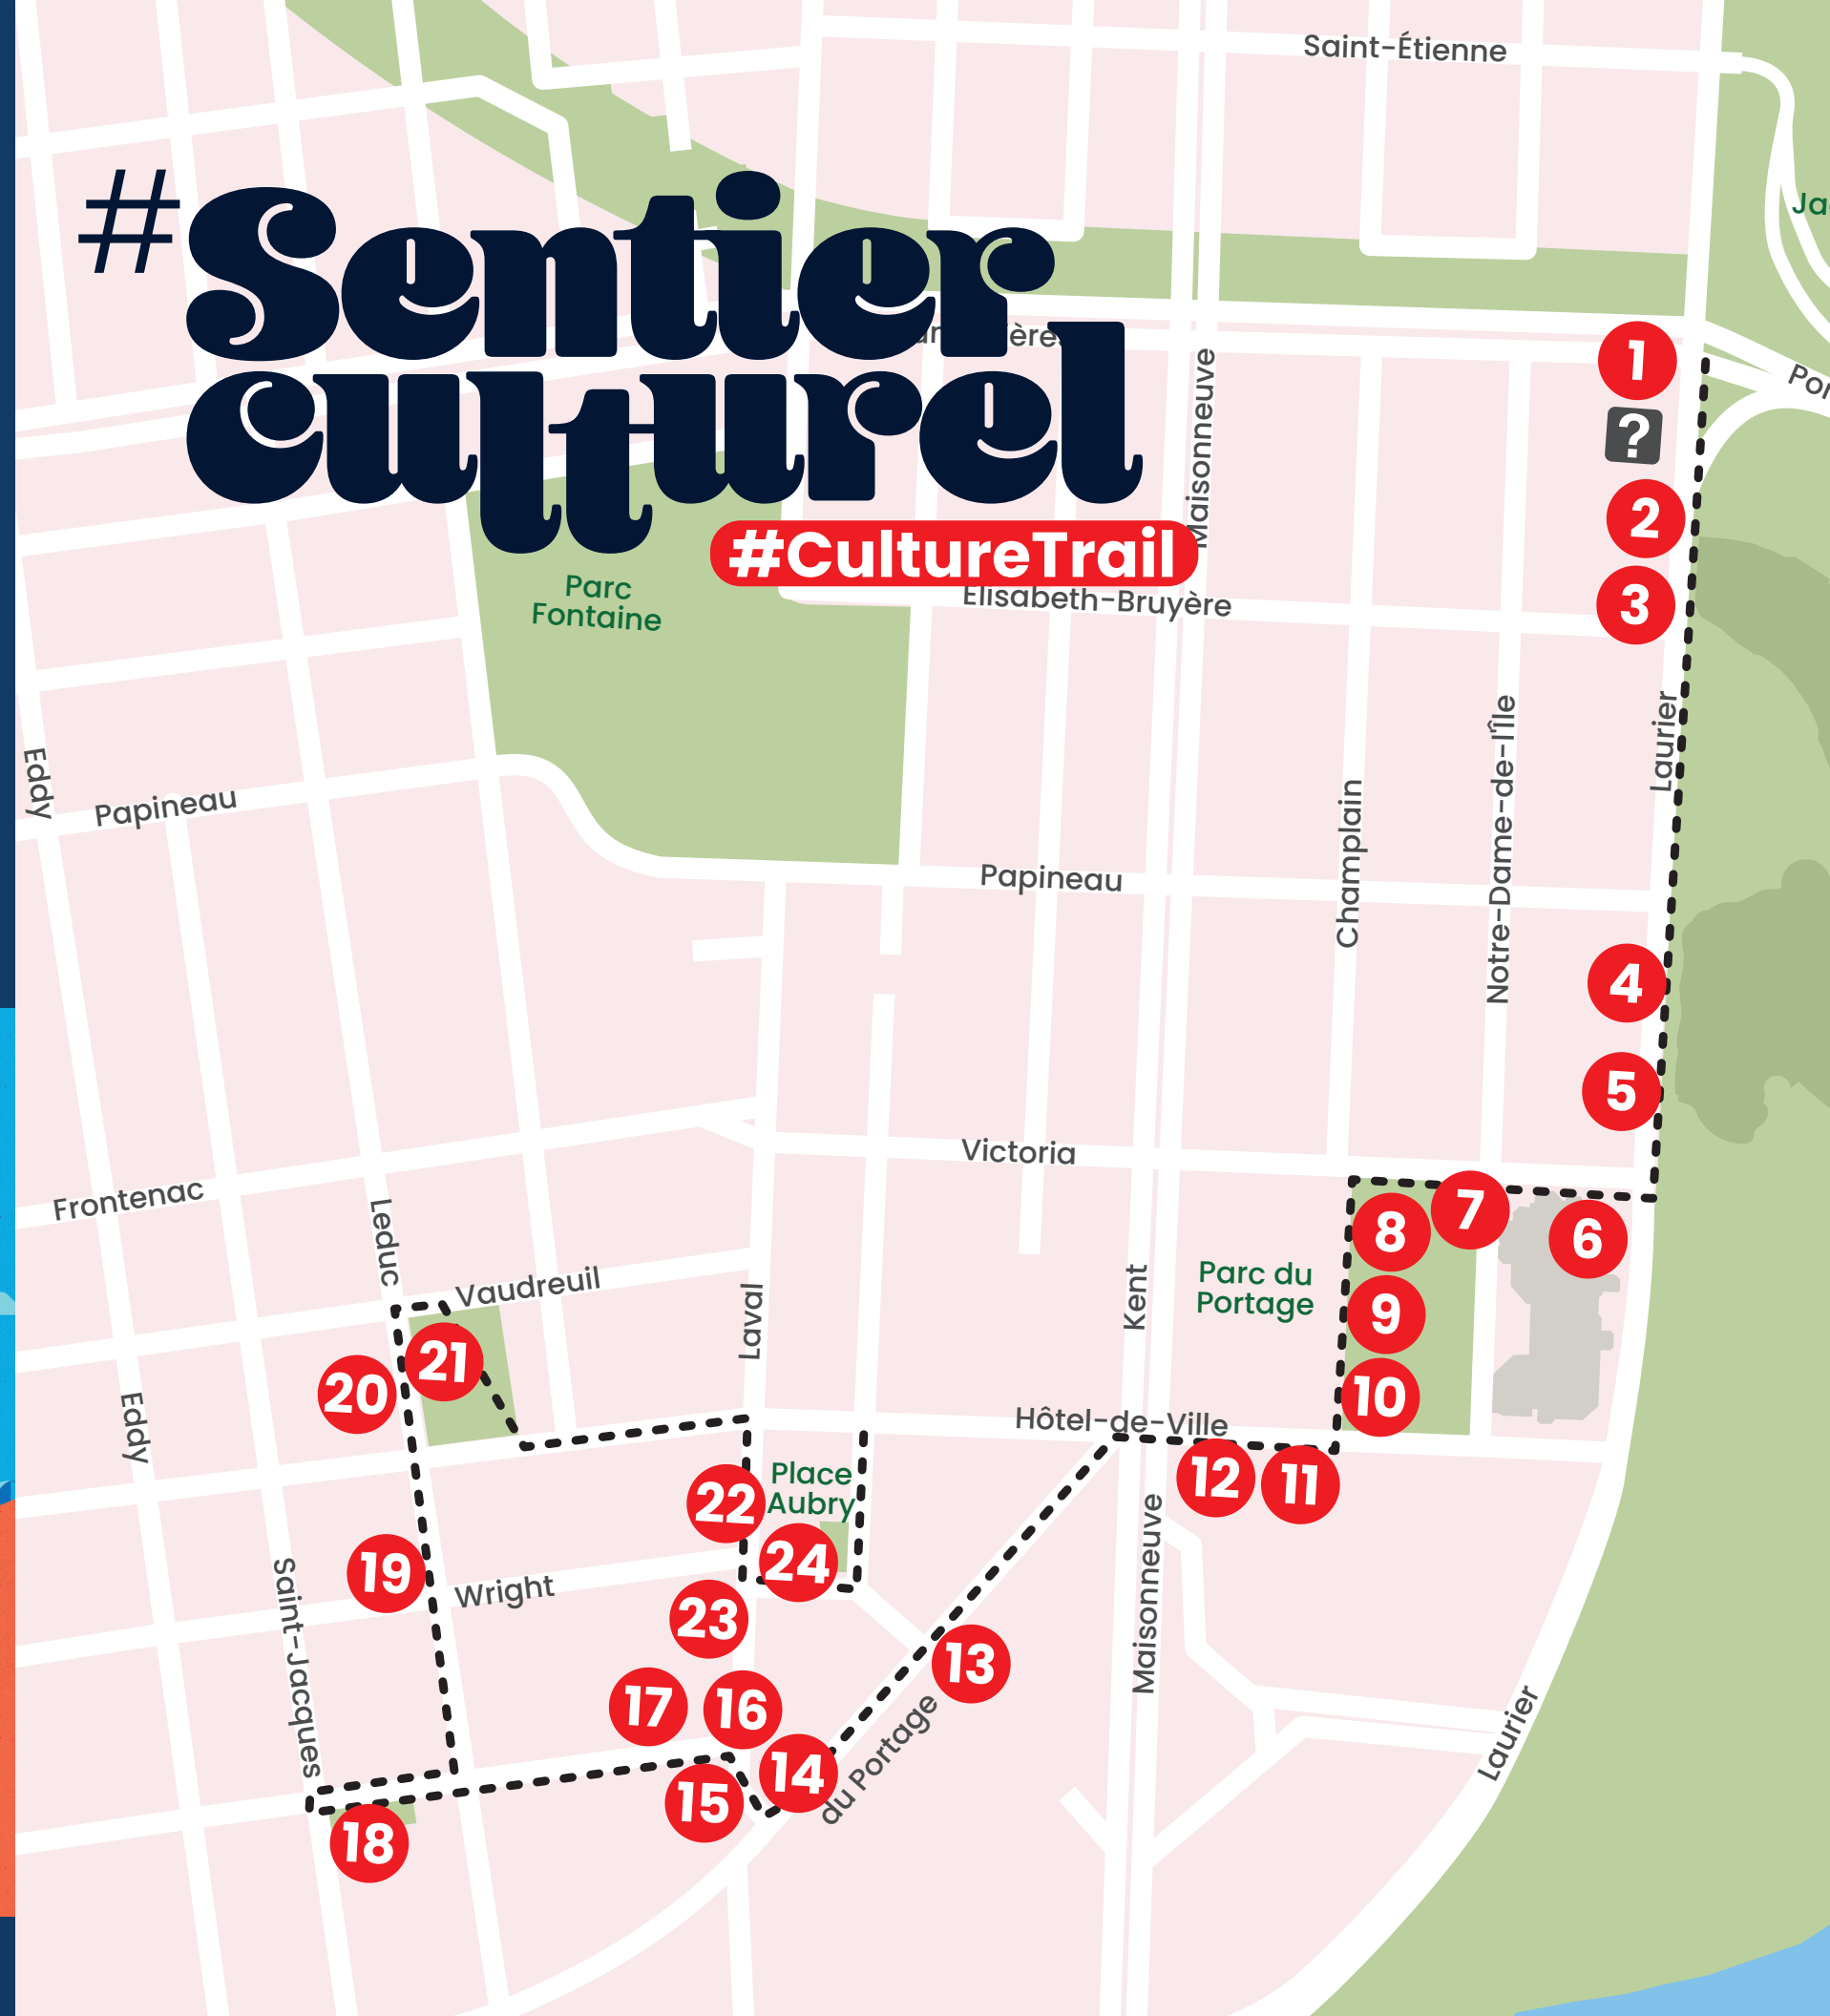 Saint-Étienne
#Sentier
culturel
#CultureTrail
Maisonneuve
1
?
2
3
Parc
Fontaine
Élisabeth-Bruyère
Laurier
Eddy
Papineau
Papineau
Champlain
Notre-Dame-de-l'Île
4
5
Victoria
Frontenac
Leduc
Vaudreuil
Laval
Kent
Parc du
Portage
8
7
6
9
10
21
20
Eddy
Hôtel-de-Ville
12
11
22
Place
Aubry
24
19
Wright
23
Saint-Jacques
Maisonneuve
13
17
16
14
15
du Portage
Laurier
18